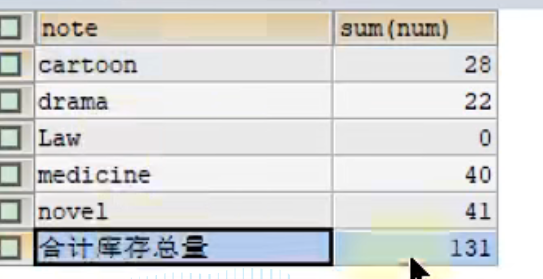 note sum(num)
cartoon 28
drama 22
Law 0
medicine 40
novel 41
合计库存总量 131